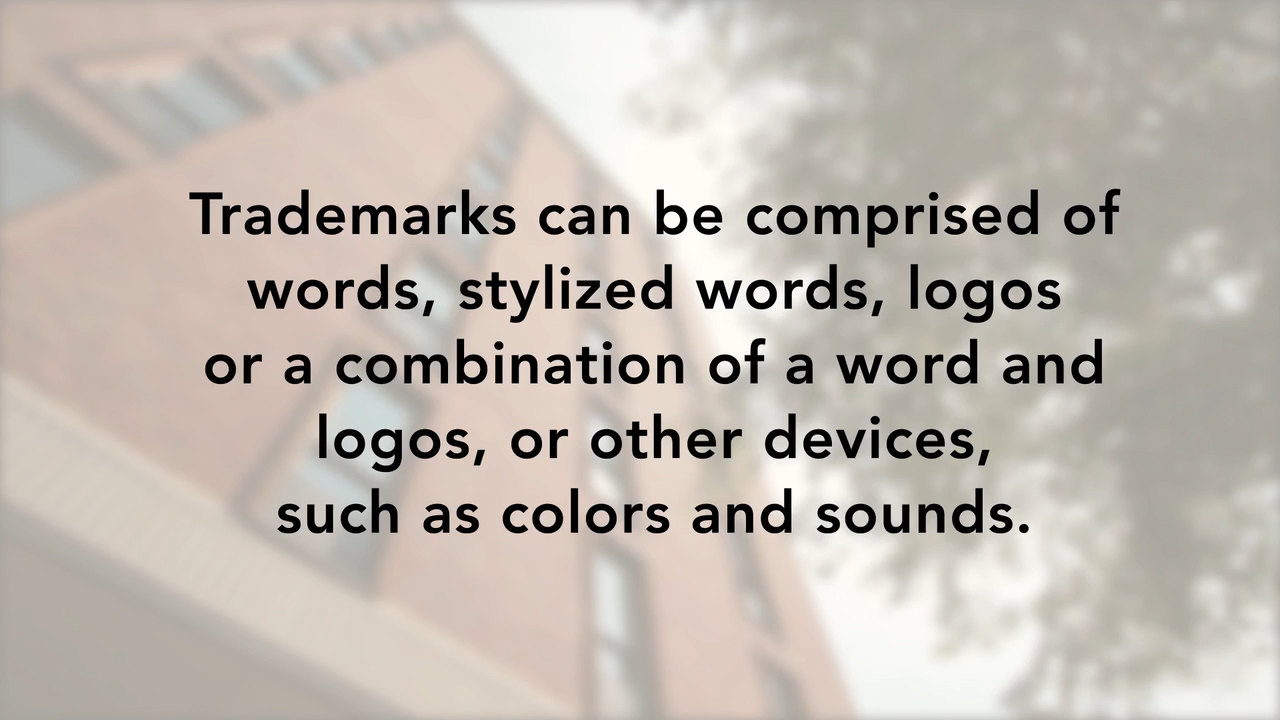 Trademarks can be comprised of
words, stylized words, logos
or a combination of a word and
logos, or other devices,
such as colors and sounds.